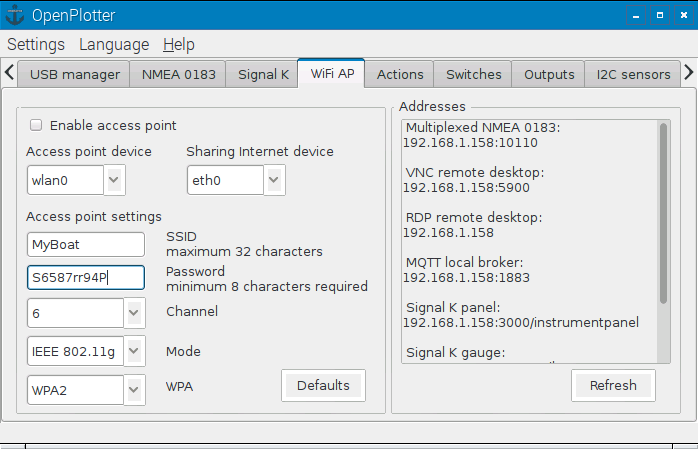 OpenPlotter
Settings Language Help
USB manager NMEA 0183 Signal K WiFi AP Actions Switches Outputs I2C sensors
Enable access point
Access point device Sharing Internet device
wlan0 eth0
Access point settings
MyBoat SSID
maximum 32 characters
S6587rr94P Password
minimum 8 characters required
6 Channel
IEEE 802.11g Mode
WPA2 WPA
Defaults
Addresses
Multiplexed NMEA 0183:
192.168.1.158:10110
VNC remote desktop:
192.168.1.158:5900
RDP remote desktop:
192.168.1.158
MQTT local broker:
192.168.1.158:1883
Signal K panel:
192.168.1.158:3000/instrumentpanel
Signal K gauge:
Refresh